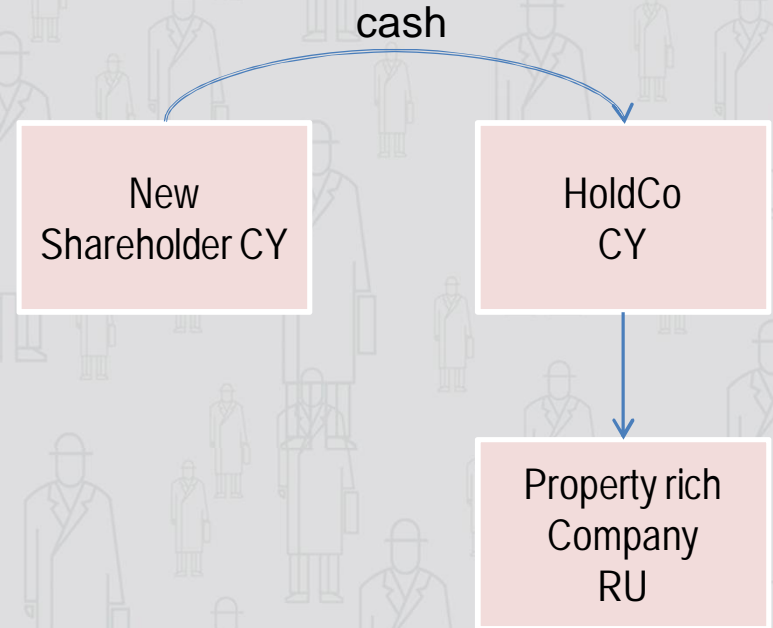 cash
New
Shareholder CY
HoldCo
CY
Property rich
Company
RU